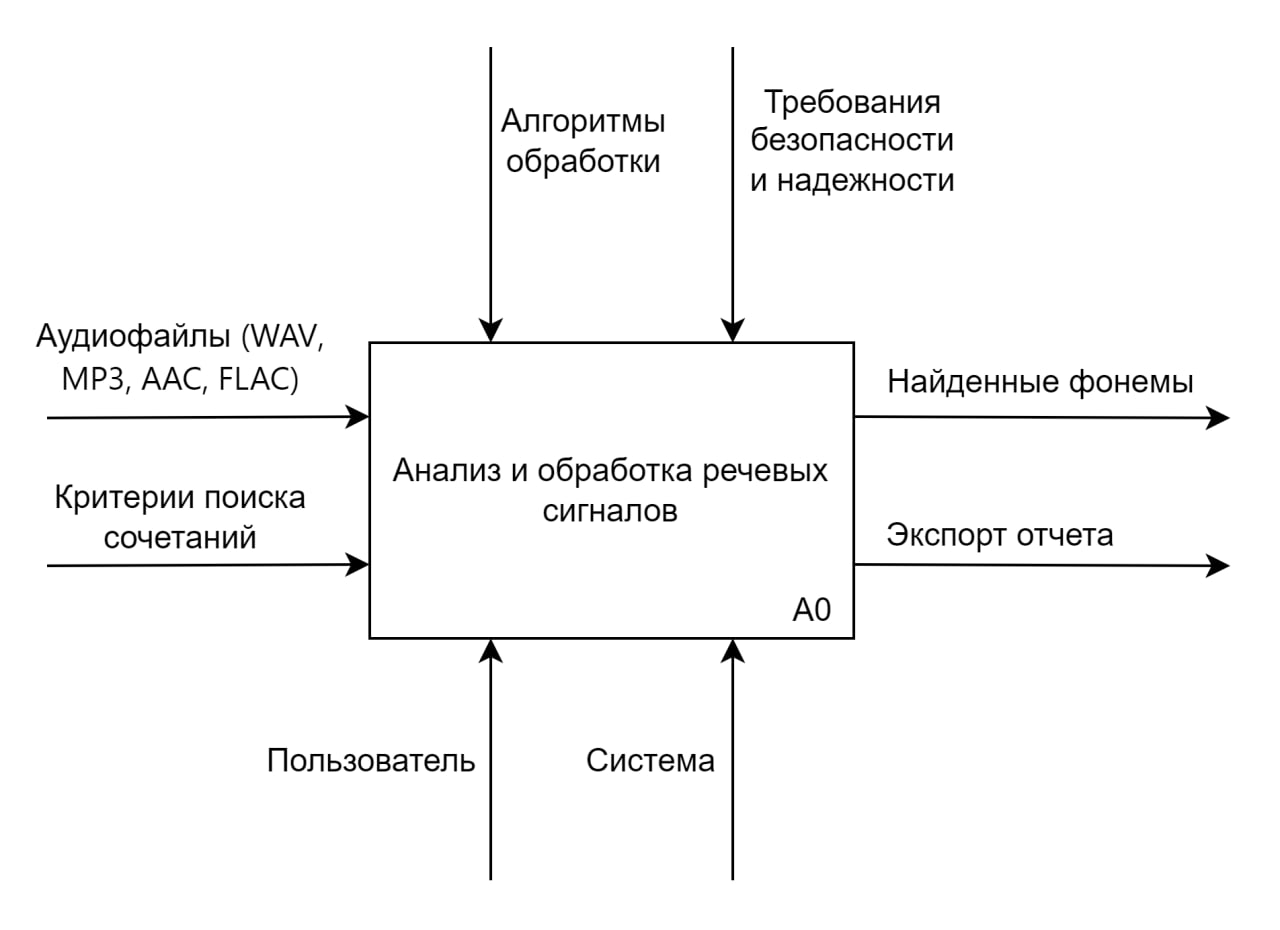 Алгоритмы
обработки
Требования
безопасности
и надежности
Аудиофайлы (WAV,
MP3, AAC, FLAC)
Критерии поиска
сочетаний
Анализ и обработка речевых
сигналов
A0
Найденные фонемы
Экспорт отчета
Пользователь
Система